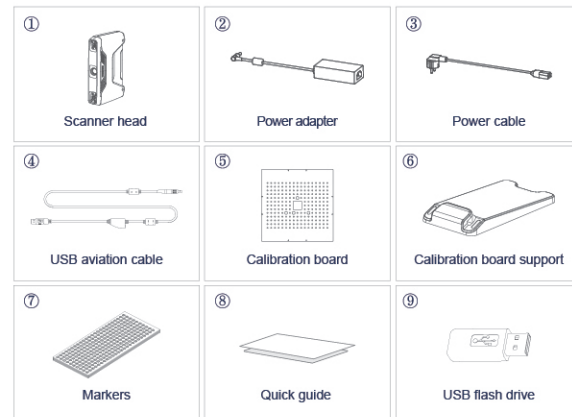 ① ② ③
Scanner head Power adapter Power cable
④ ⑤ ⑥
USB aviation cable Calibration board Calibration board support
⑦ ⑧ ⑨
Markers Quick guide USB flash drive